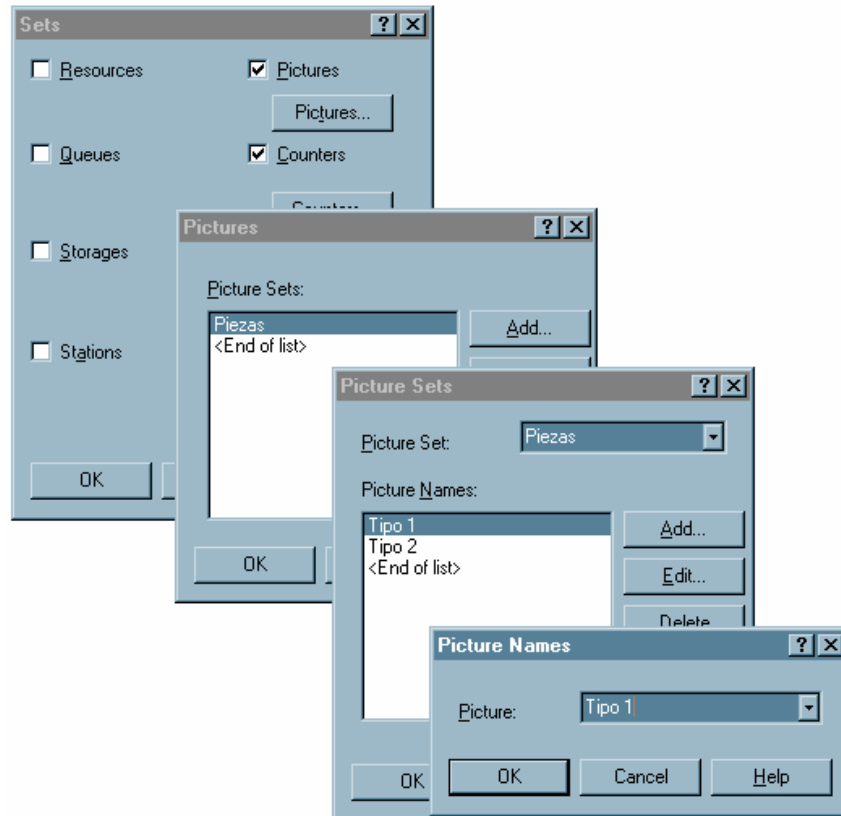 Sets
Resources
Pictures
Pictures...
Queues
Counters
Counters
Storages
Stations
OK
Pictures
Picture Sets:
Piezas
<End of list>
Add...
OK
Picture Sets
Picture Set:
Piezas
Picture Names:
Tipo 1
Tipo 2
<End of list>
Add...
Edit...
Delete
OK
Picture Names
Picture:
Tipo 1
OK
Cancel
Help